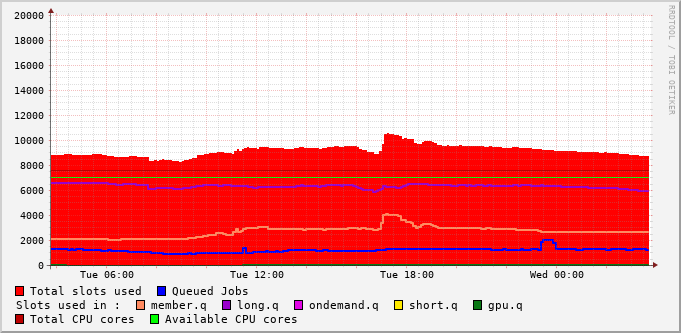 RRDTOOL / TOBI OETIKER
20000
18000
16000
14000
12000
10000
8000
6000
4000
2000
0
Tue 06:00 Tue 12:00 Tue 18:00 Wed 00:00
Total slots used Queued Jobs
Slots used in : member.q long.q ondemand.q short.q gpu.q
Total CPU cores Available CPU cores